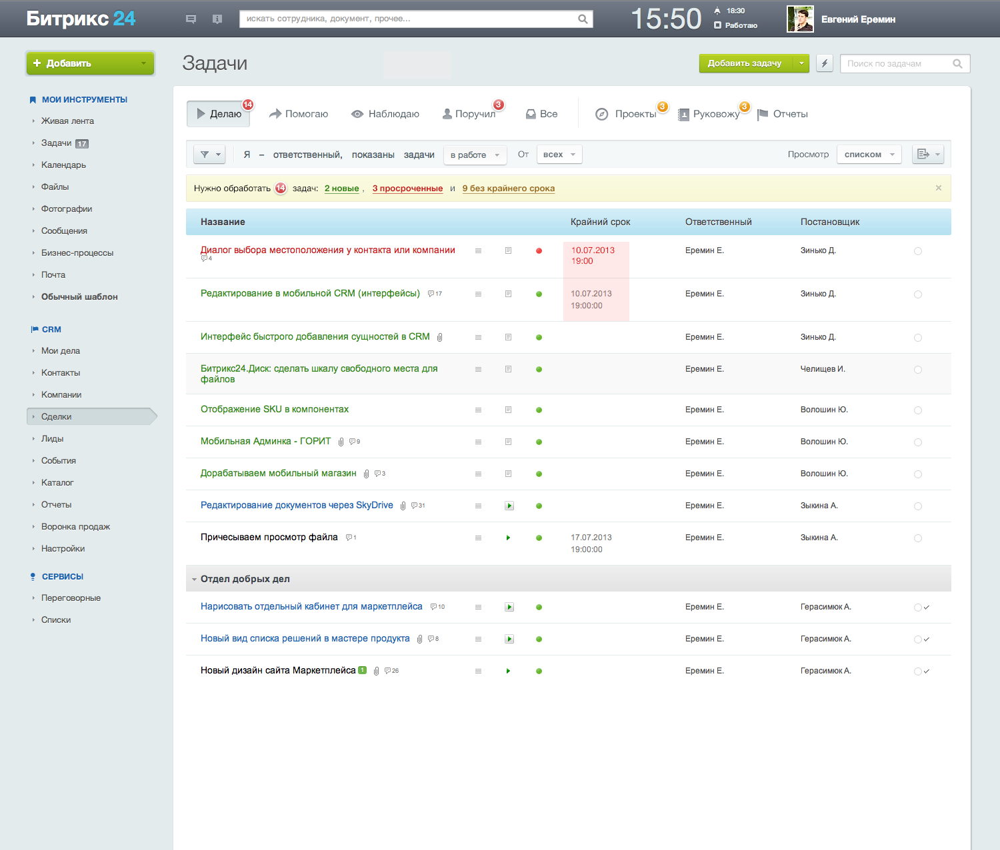 Битрикс 24
искать сотрудника, документ, прочее...
15:50
18:30
Работаю
Евгений Еремин
Добавить
Задачи
Добавить задачу
Поиск по задачам
МОИ ИНСТРУМЕНТЫ
Живая лента
Задачи 17
Календарь
Файлы
Фотографии
Сообщения
Бизнес-процессы
Почта
Обычный шаблон
CRM
Мои дела
Контакты
Компании
Сделки
Лиды
События
Каталог
Отчеты
Воронка продаж
Настройки
СЕРВИСЫ
Переговорные
Списки
Делаю 14 Помогаю Наблюдаю Поручил 3 Все Проекты 3 Руковожу 3 Отчеты
Я – ответственный, показаны задачи в работе От всех Просмотр списком
Нужно обработать 14 задач: 2 новые , 3 просроченные и 9 без крайнего срока ×
Название Крайний срок Ответственный Постановщик
Диалог выбора местоположения у контакта или компании 10.07.2013 Еремин Е. Зинько Д.
4 19:00
Редактирование в мобильной CRM (интерфейсы) 17 10.07.2013 Еремин Е. Зинько Д.
19:00:00
Интерфейс быстрого добавления сущностей в CRM Еремин Е. Зинько Д.
Битрикс24.Диск: сделать шкалу свободного места для Еремин Е. Челищев И.
файлов
Отображение SKU в компонентах Еремин Е. Волошин Ю.
Мобильная Админка - ГОРИТ 9 Еремин Е. Волошин Ю.
Дорабатываем мобильный магазин 3 Еремин Е. Волошин Ю.
Редактирование документов через SkyDrive 31 Еремин Е. Зыкина А.
Причесываем просмотр файла 1 17.07.2013 Еремин Е. Зыкина А.
19:00:00
Отдел добрых дел
Нарисовать отдельный кабинет для маркетплейса 10 Еремин Е. Герасимюк А.
Новый вид списка решений в мастере продукта 8 Еремин Е. Герасимюк А.
Новый дизайн сайта Маркетплейса 1 26 Еремин Е. Герасимюк А.